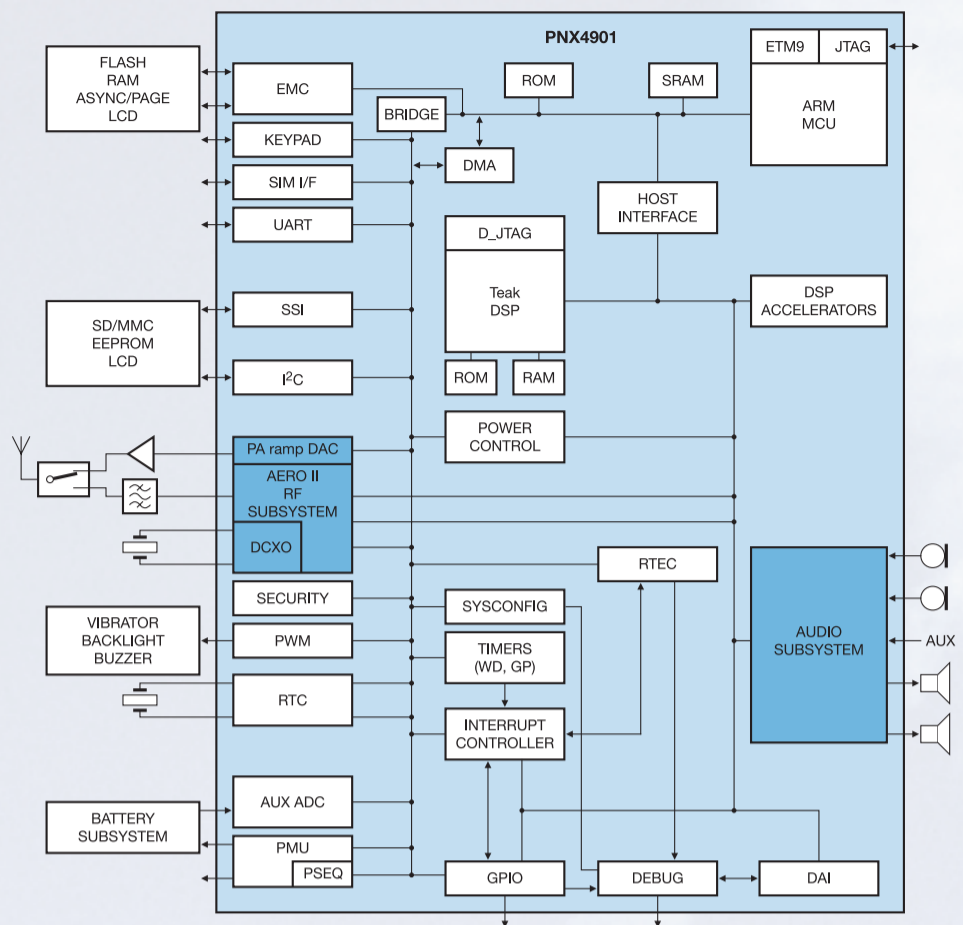 PNX4901
FLASH
RAM
ASYNC/PAGE
LCD
EMC
KEYPAD
SIM I/F
UART
BRIDGE
ROM
SRAM
DMA
ETM9
JTAG
ARM
MCU
HOST
INTERFACE
D_JTAG
Teak
DSP
ROM
RAM
DSP
ACCELERATORS
SD/MMC
EEPROM
LCD
SSI
I²C
POWER
CONTROL
PA ramp DAC
AERO II
RF
SUBSYSTEM
DCXO
SECURITY
VIBRATOR
BACKLIGHT
BUZZER
PWM
RTC
RTEC
SYSCONFIG
TIMERS
(WD, GP)
INTERRUPT
CONTROLLER
AUDIO
SUBSYSTEM
AUX
BATTERY
SUBSYSTEM
AUX ADC
PMU
PSEQ
GPIO
DEBUG
DAI